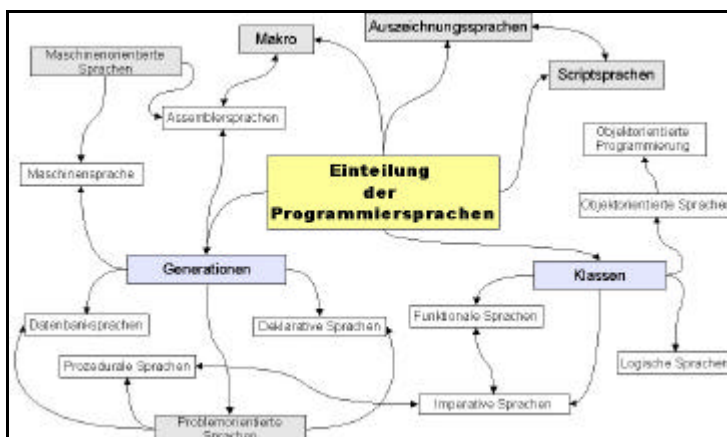 Auszeichnungssprachen
Makro
Maschinenorientierte
Sprachen
Scriptsprachen
Assemblersprachen
Objektorientierte
Programmierung
Maschinensprache
Einteilung
der
Programmiersprachen
Objektorientierte Sprachen
Generationen
Klassen
Datenbanksprachen
Deklarative Sprachen
Funktionale Sprachen
Prozedurale Sprachen
Logische Sprachen
Imperative Sprachen
Problemorientierte
Sprachen